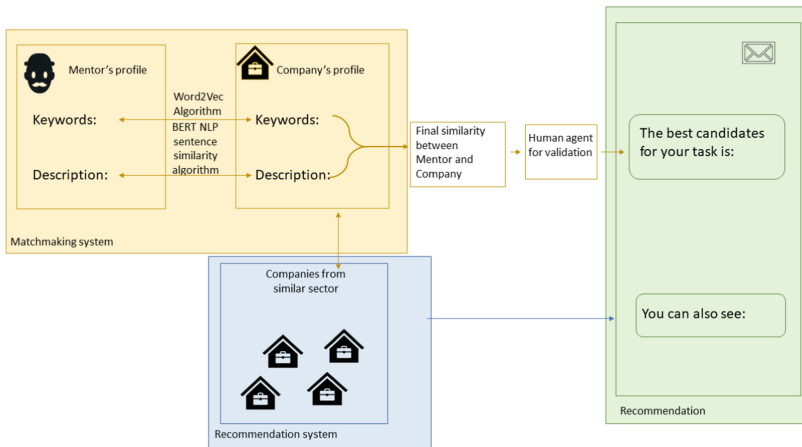 Mentor's profile
Keywords:
Description:
Word2Vec
Algorithm
BERT NLP
sentence
similarity
algorithm
Company's profile
Keywords:
Description:
Matchmaking system
Final similarity
between
Mentor and
Company
Human agent
for validation
The best candidates
for your task is:
You can also see:
Recommendation
Companies from
similar sector
Recommendation system